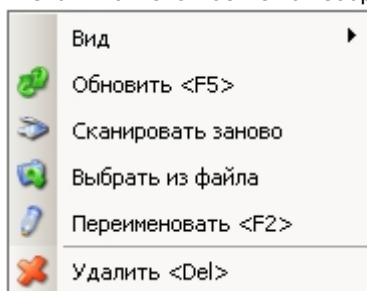 Вид
Обновить <F5>
Сканировать заново
Выбрать из файла
Переименовать <F2>
Удалить <Del>